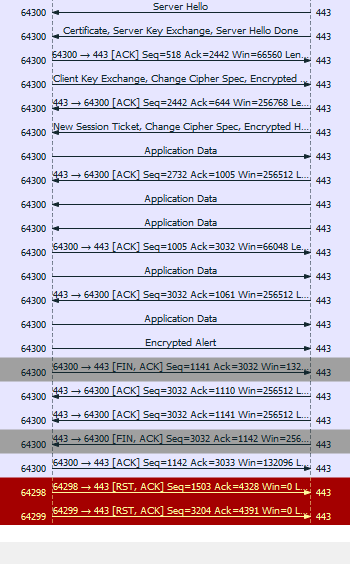 Server Hello
64300 443
Certificate, Server Key Exchange, Server Hello Done
64300 443
64300 → 443 [ACK] Seq=518 Ack=2442 Win=66560 Len...
64300 443
Client Key Exchange, Change Cipher Spec, Encrypted ...
64300 443
443 → 64300 [ACK] Seq=2442 Ack=644 Win=256768 Le...
64300 443
New Session Ticket, Change Cipher Spec, Encrypted H...
64300 443
Application Data
64300 443
443 → 64300 [ACK] Seq=2732 Ack=1005 Win=256512 L...
64300 443
Application Data
64300 443
Application Data
64300 443
64300 → 443 [ACK] Seq=1005 Ack=3032 Win=66048 Le...
64300 443
Application Data
64300 443
443 → 64300 [ACK] Seq=3032 Ack=1061 Win=256512 L...
64300 443
Application Data
64300 443
Encrypted Alert
64300 443
64300 → 443 [FIN, ACK] Seq=1141 Ack=3032 Win=132...
64300 443
443 → 64300 [ACK] Seq=3032 Ack=1110 Win=256512 L...
64300 443
443 → 64300 [ACK] Seq=3032 Ack=1141 Win=256512 L...
64300 443
443 → 64300 [FIN, ACK] Seq=3032 Ack=1142 Win=256...
64300 443
64300 → 443 [ACK] Seq=1142 Ack=3033 Win=132096 L...
64300 443
64298 → 443 [RST, ACK] Seq=1503 Ack=4328 Win=0 L...
64298 443
64299 → 443 [RST, ACK] Seq=3204 Ack=4391 Win=0 L...
64299 443